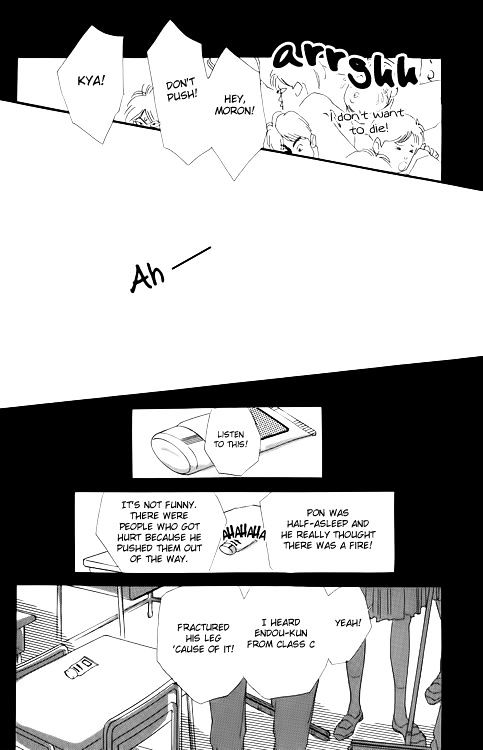 arrghh
HEY,
MORON!
DON'T
PUSH!
KYA!
I don't want
to die!
Ah —
LISTEN
TO THIS!
PON WAS
HALF-ASLEEP AND
HE REALLY THOUGHT
THERE WAS A FIRE!
AHAHAHA
IT'S NOT FUNNY.
THERE WERE
PEOPLE WHO GOT
HURT BECAUSE HE
PUSHED THEM OUT
OF THE WAY.
YEAH!
I HEARD
ENDOU-KUN
FROM CLASS C
FRACTURED
HIS LEG
'CAUSE OF IT!